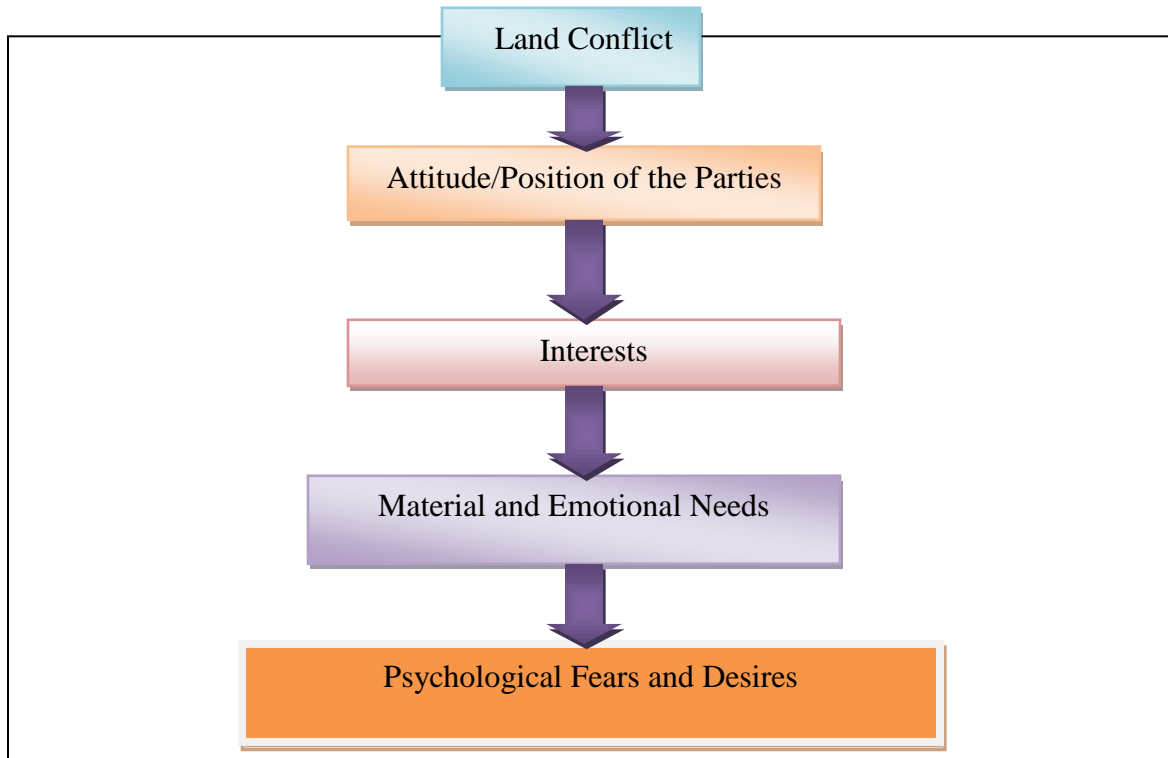 Land Conflict
Attitude/Position of the Parties
Interests
Material and Emotional Needs
Psychological Fears and Desires